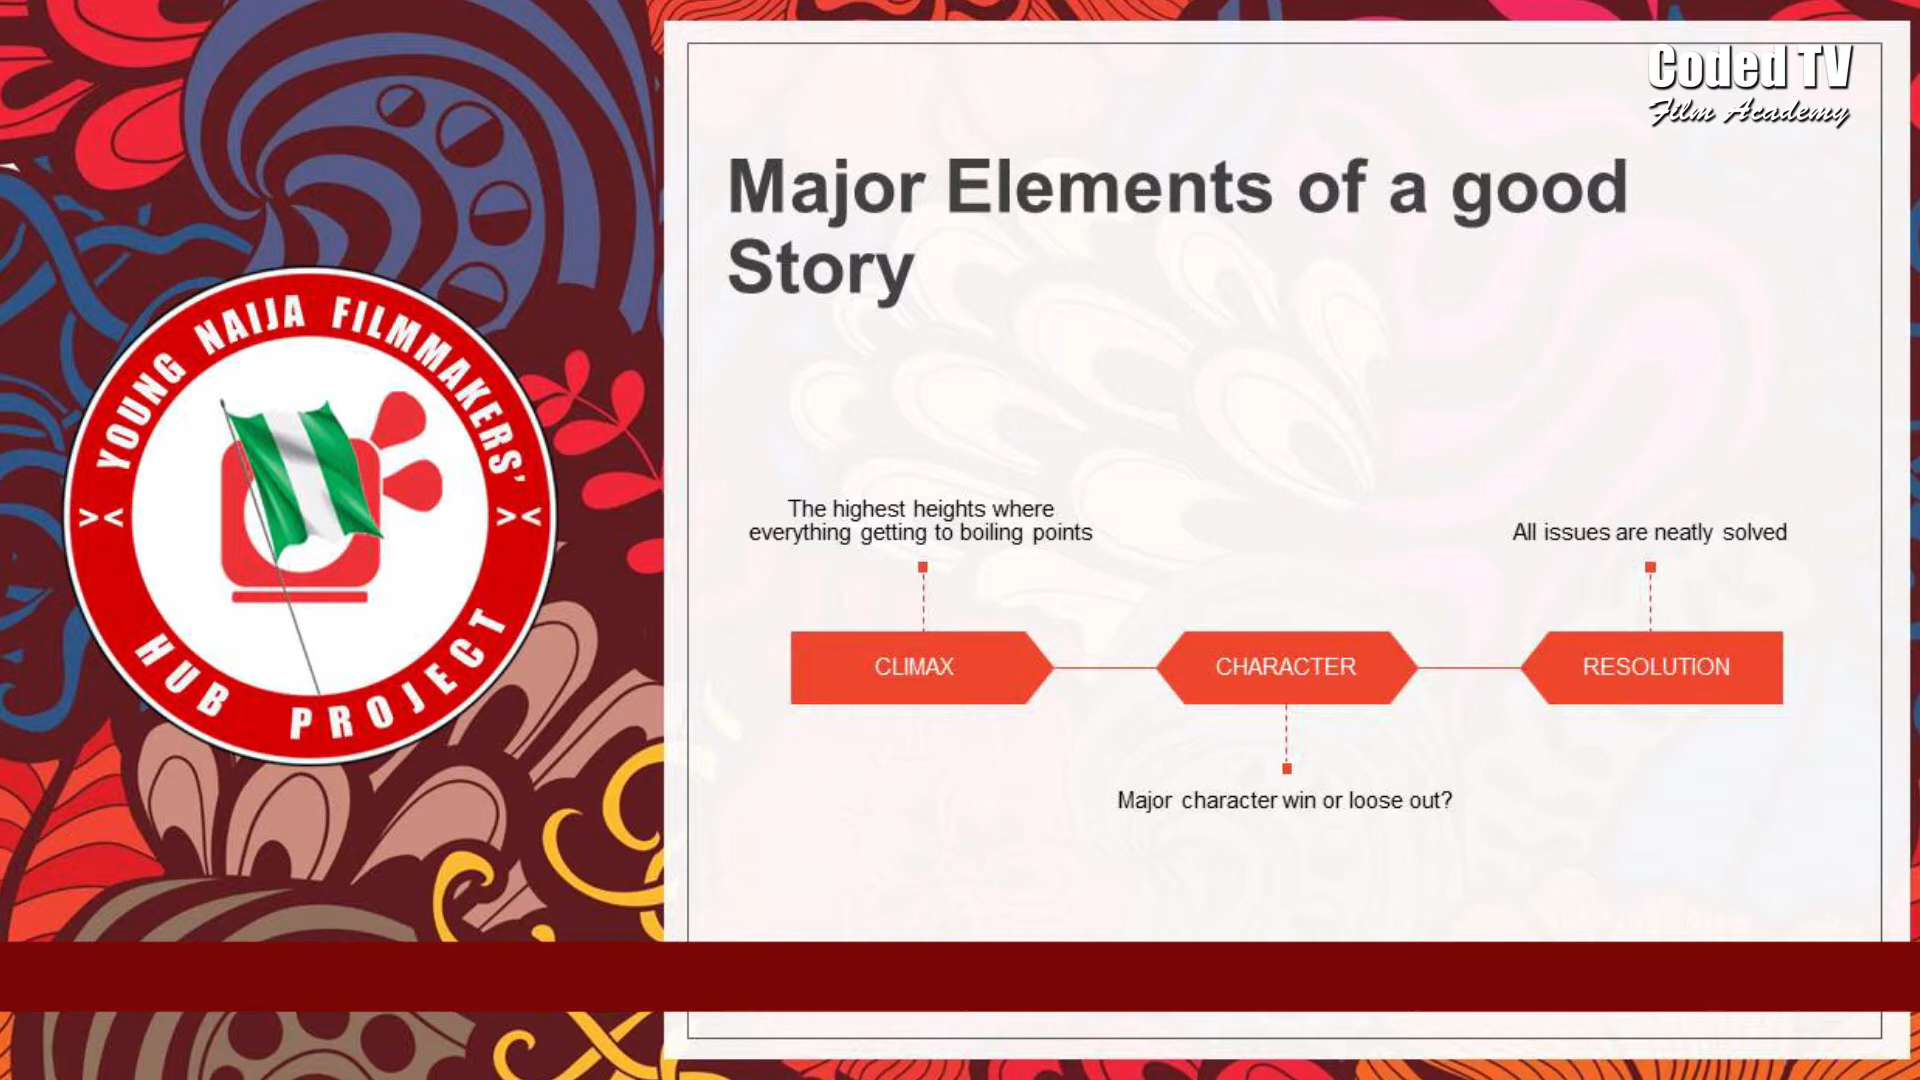 Coded TV
Film Academy
Major Elements of a good
Story
YOUNG NAIJA FILMMAKERS'
HUB PROJECT
The highest heights where
everything getting to boiling points
All issues are neatly solved
CLIMAX
CHARACTER
RESOLUTION
Major character win or loose out?